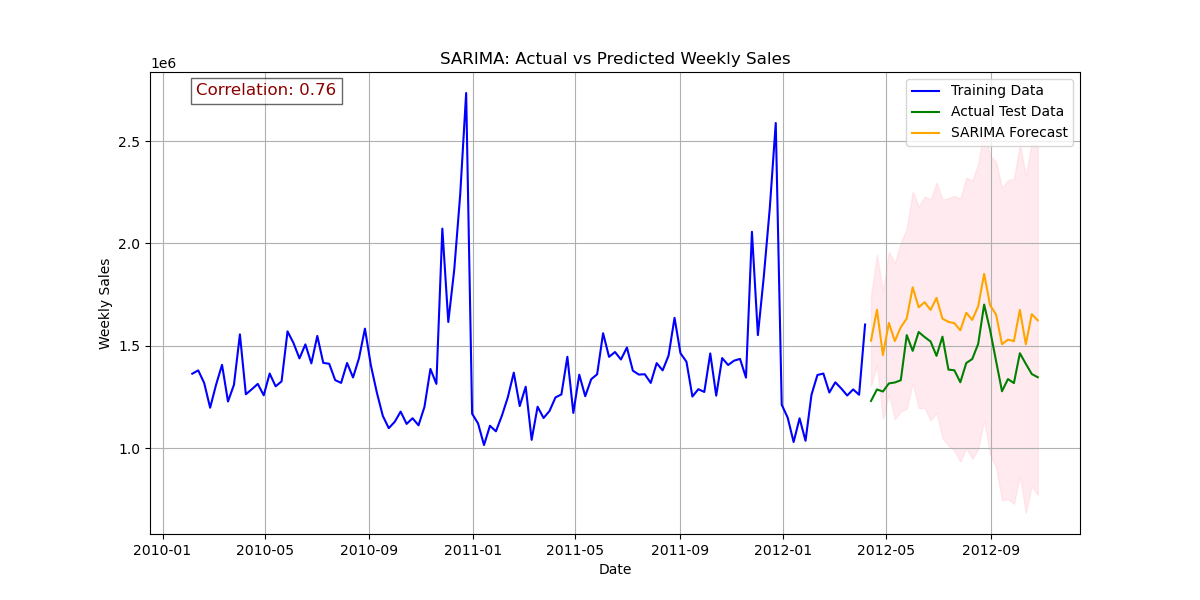 SARIMA: Actual vs Predicted Weekly Sales
1e6
Correlation: 0.76
Training Data
Actual Test Data
SARIMA Forecast
2.5
2.0
1.5
1.0
Weekly Sales
2010-01 2010-05 2010-09 2011-01 2011-05 2011-09 2012-01 2012-05 2012-09
Date